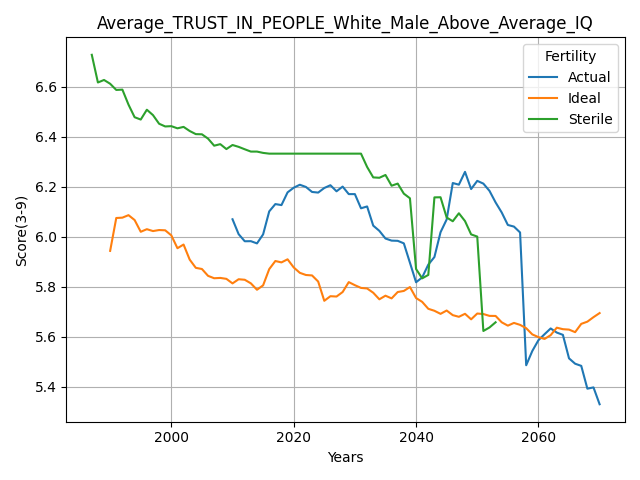 Average_TRUST_IN_PEOPLE_White_Male_Above_Average_IQ
Fertility
Actual
Ideal
Sterile
Score(3-9)
6.6
6.4
6.2
6.0
5.8
5.6
5.4
2000
2020
2040
2060
Years